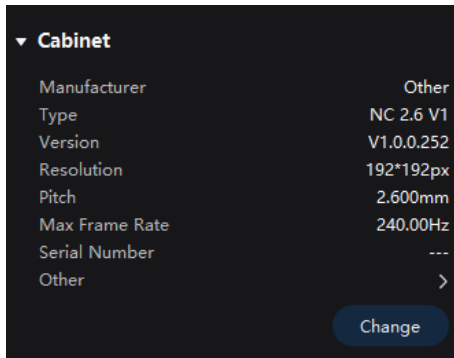 Cabinet
Manufacturer Other
Type NC 2.6 V1
Version V1.0.0.252
Resolution 192*192px
Pitch 2.600mm
Max Frame Rate 240.00Hz
Serial Number ---
Other
Change